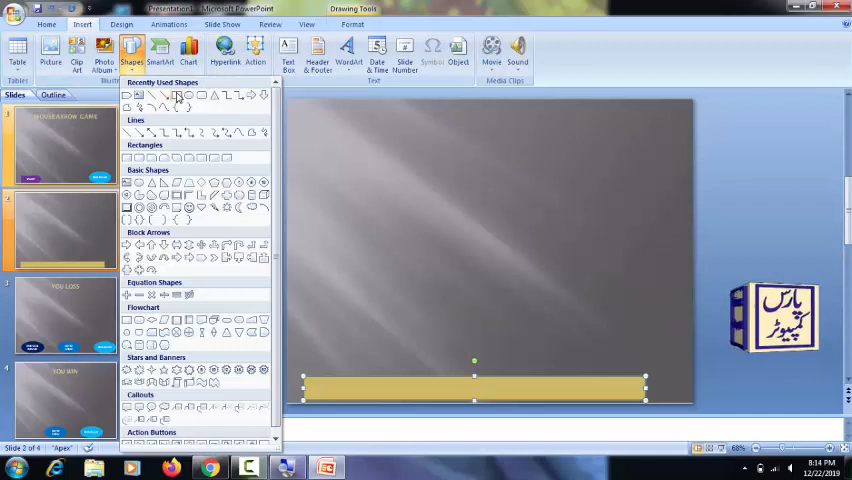 Presentation1 - Microsoft PowerPoint
Drawing Tools
Home
Insert
Design
Animations
Slide Show
Review
View
Format
Table
Picture
Clip Art
Photo Album
Shapes
SmartArt
Chart
Hyperlink
Action
Text Box
Header & Footer
WordArt
Date & Time
Slide Number
Symbol
Object
Movie
Sound
Tables
Text
Media Clips
Slides
Outline
Recently Used Shapes
Lines
Rectangles
Basic Shapes
Block Arrows
Equation Shapes
Flowchart
Stars and Banners
Callouts
Action Buttons
1
2
3
4
YOU LOSS
YOU WIN
پارس
کمپیوٹر
Slide 2 of 4
"Apex"
68%
8:14 PM
12/22/2019